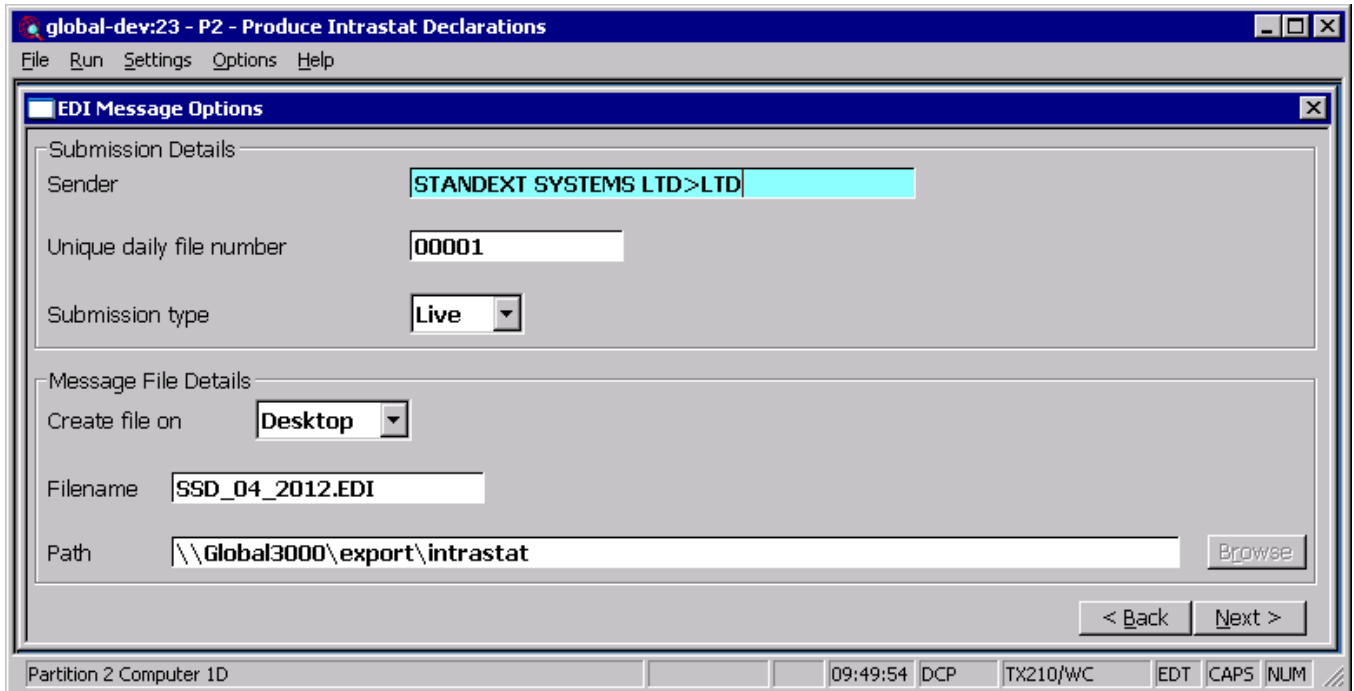 global-dev:23 - P2 - Produce Intrastat Declarations
File Run Settings Options Help
EDI Message Options
Submission Details
Sender STANDEXT SYSTEMS LTD>LTD
Unique daily file number 00001
Submission type Live
Message File Details
Create file on Desktop
Filename SSD_04_2012.EDI
Path \\Global3000\export\intrastat Browse
< Back Next >
Partition 2 Computer 1D 09:49:54 DCP TX210/WC EDT CAPS NUM